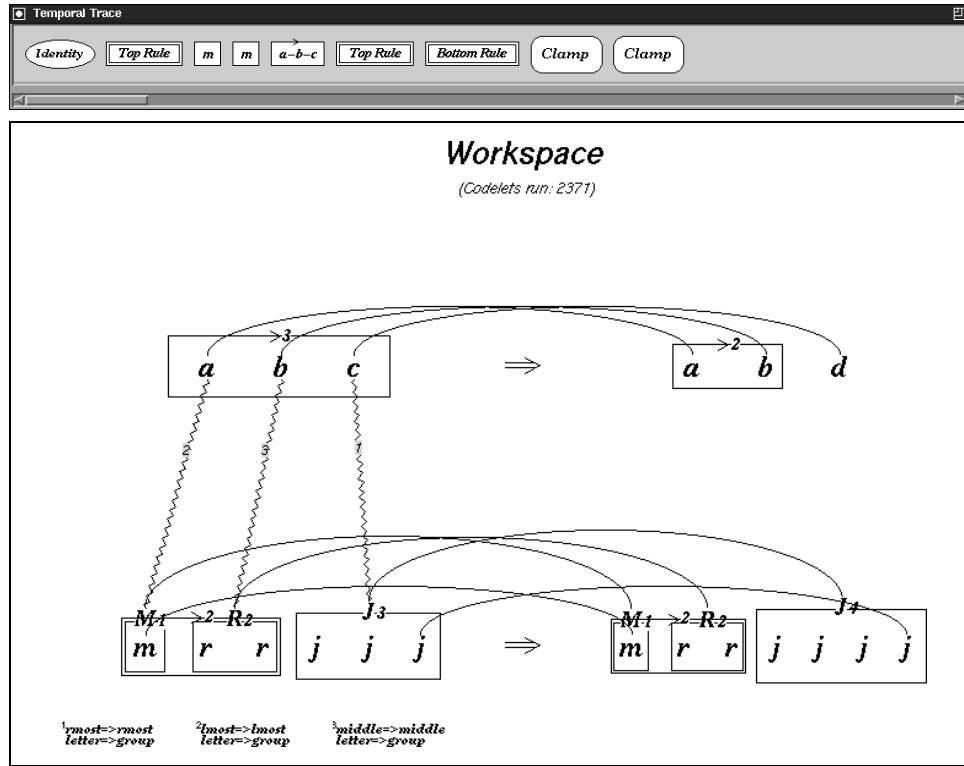 Temporal Trace
Identity Top Rule m m a-b-c Top Rule Bottom Rule Clamp Clamp
Workspace
(Codelets run: 2371)
3 2
a b c ⇒ a b d
2 3 1
M1 2 R2 J3 M1 2 R2 J4
m r r j j j ⇒ m r r j j j j
1rmost=>rmost 2lmost=>lmost 3middle=>middle
letter=>group letter=>group letter=>group